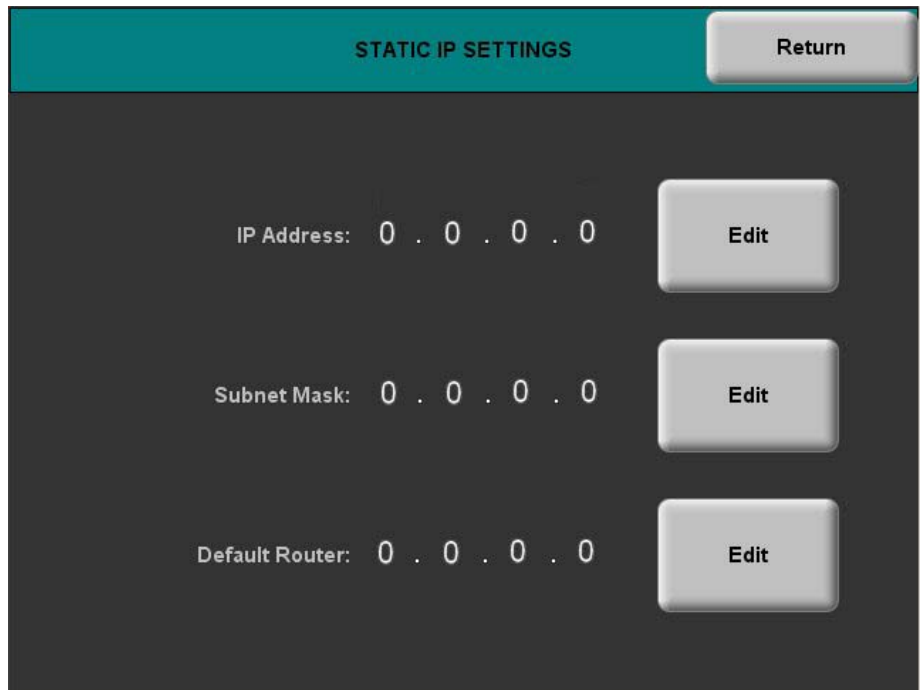 STATIC IP SETTINGS Return
IP Address: 0 . 0 . 0 . 0 Edit
Subnet Mask: 0 . 0 . 0 . 0 Edit
Default Router: 0 . 0 . 0 . 0 Edit